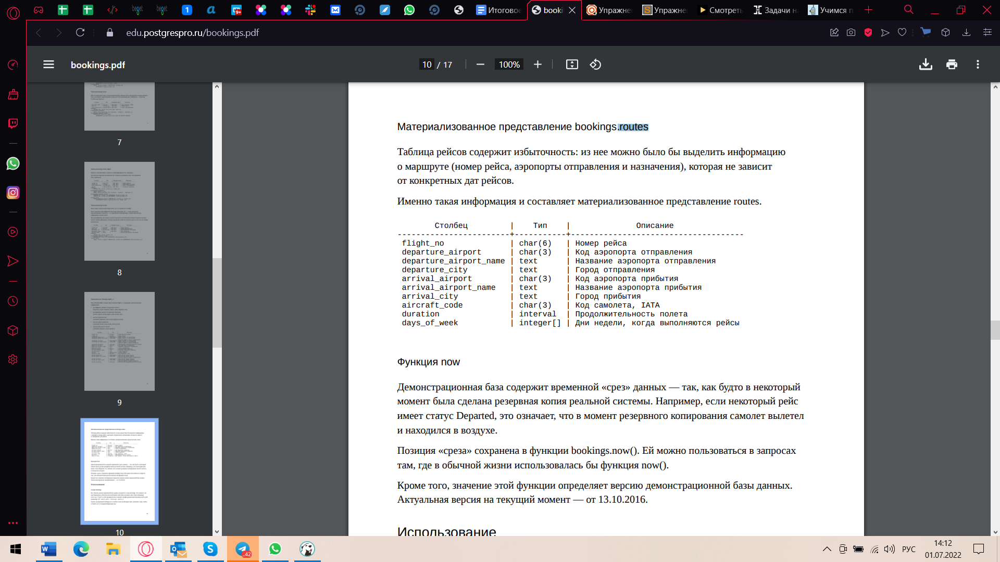 Итогово
booki
Упражне
Упражне
Смотреть
Задачи н
Учимся п
edu.postgrespro.ru/bookings.pdf
bookings.pdf
10 / 17
100%
7
8
9
10
Материализованное представление bookings.routes
Таблица рейсов содержит избыточность: из нее можно было бы выделить информацию
о маршруте (номер рейса, аэропорты отправления и назначения), которая не зависит
от конкретных дат рейсов.
Именно такая информация и составляет материализованное представление routes.
Столбец | Тип | Описание
------------------------+-----------+-------------------------------------
flight_no | char(6) | Номер рейса
departure_airport | char(3) | Код аэропорта отправления
departure_airport_name | text | Название аэропорта отправления
departure_city | text | Город отправления
arrival_airport | char(3) | Код аэропорта прибытия
arrival_airport_name | text | Название аэропорта прибытия
arrival_city | text | Город прибытия
aircraft_code | char(3) | Код самолета, IATA
duration | interval | Продолжительность полета
days_of_week | integer[] | Дни недели, когда выполняются рейсы
Функция now
Демонстрационная база содержит временной «срез» данных — так, как будто в некоторый
момент была сделана резервная копия реальной системы. Например, если некоторый рейс
имеет статус Departed, это означает, что в момент резервного копирования самолет вылетел
и находился в воздухе.
Позиция «среза» сохранена в функции bookings.now(). Ей можно пользоваться в запросах
там, где в обычной жизни использовалась бы функция now().
Кроме того, значение этой функции определяет версию демонстрационной базы данных.
Актуальная версия на текущий момент — от 13.10.2016.
Использование
РУС
14:12
01.07.2022